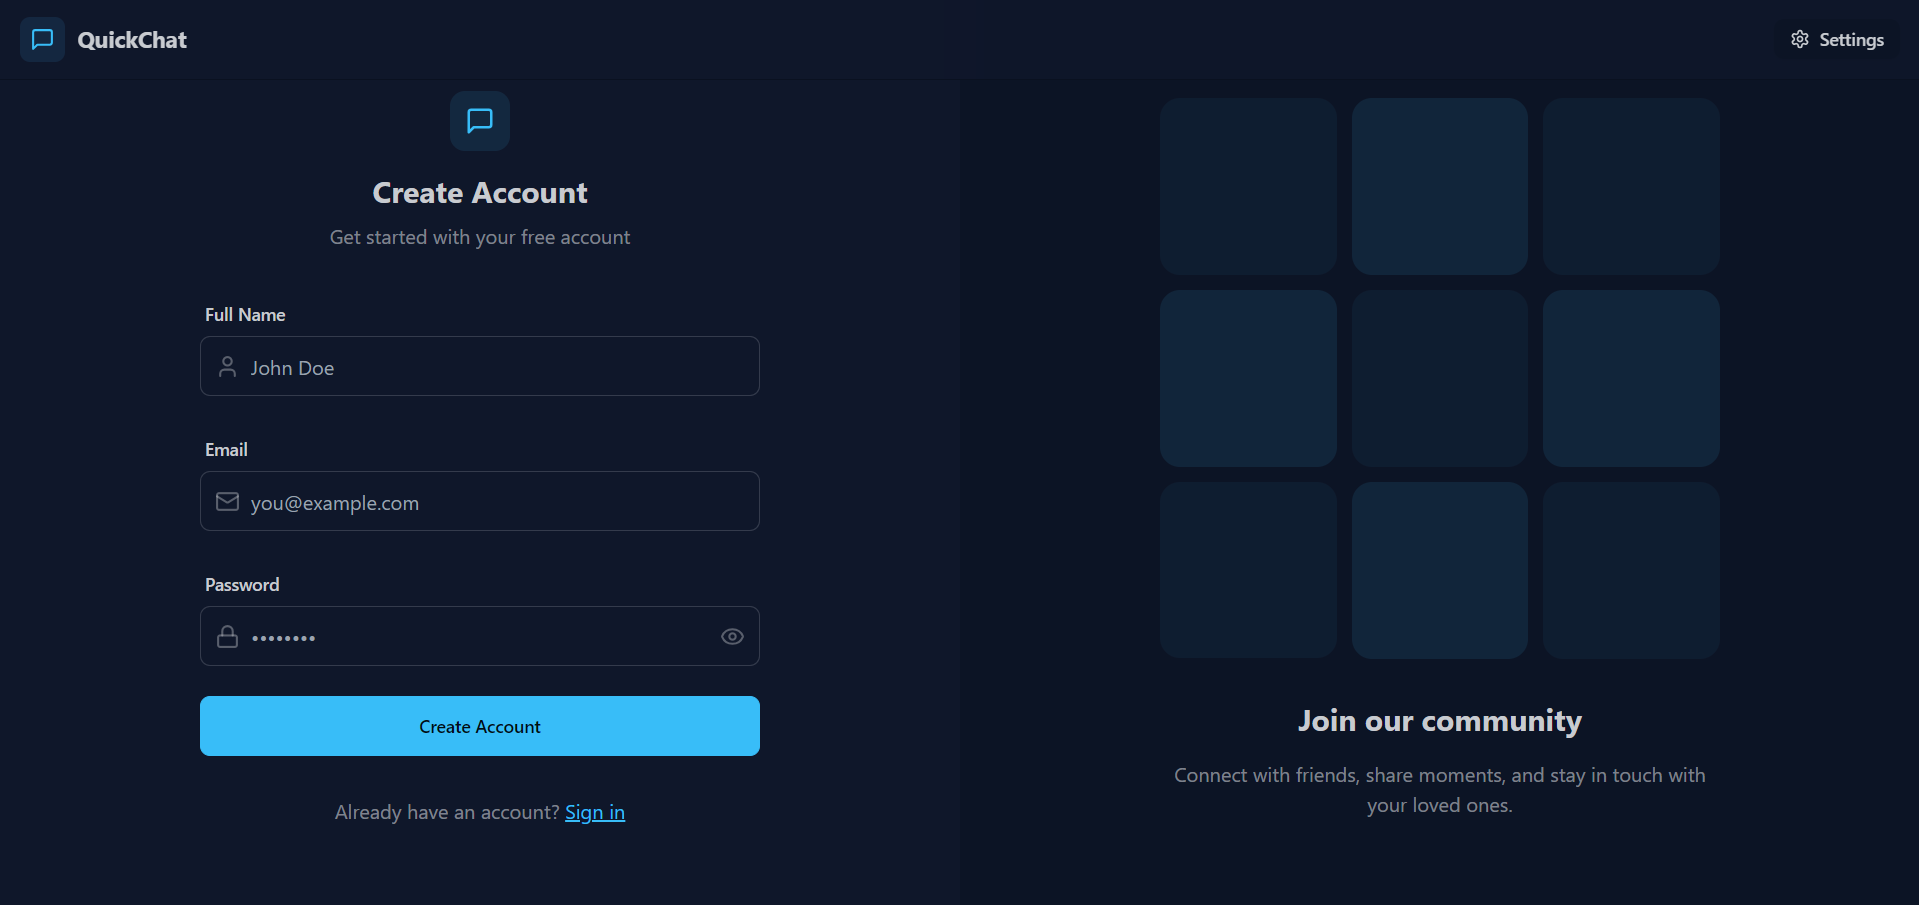 QuickChat
Settings
Create Account
Get started with your free account
Full Name
John Doe
Email
you@example.com
Password
••••••••
Create Account
Already have an account? Sign in
Join our community
Connect with friends, share moments, and stay in touch with
your loved ones.